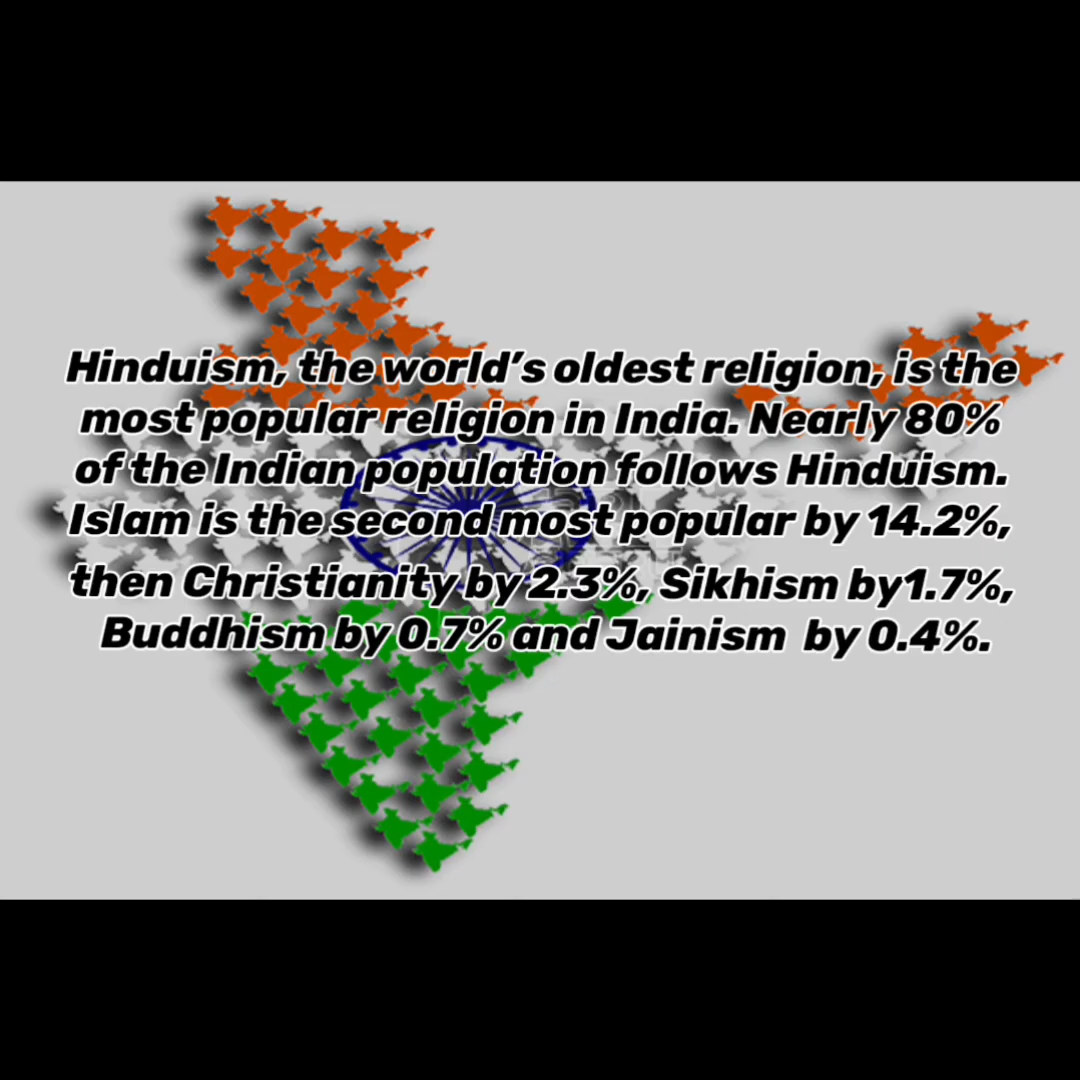 Hinduism, the world's oldest religion, is the
most popular religion in India. Nearly 80%
of the Indian population follows Hinduism.
Islam is the second most popular by 14.2%,
then Christianity by 2.3%, Sikhism by1.7%,
Buddhism by 0.7% and Jainism  by 0.4%.